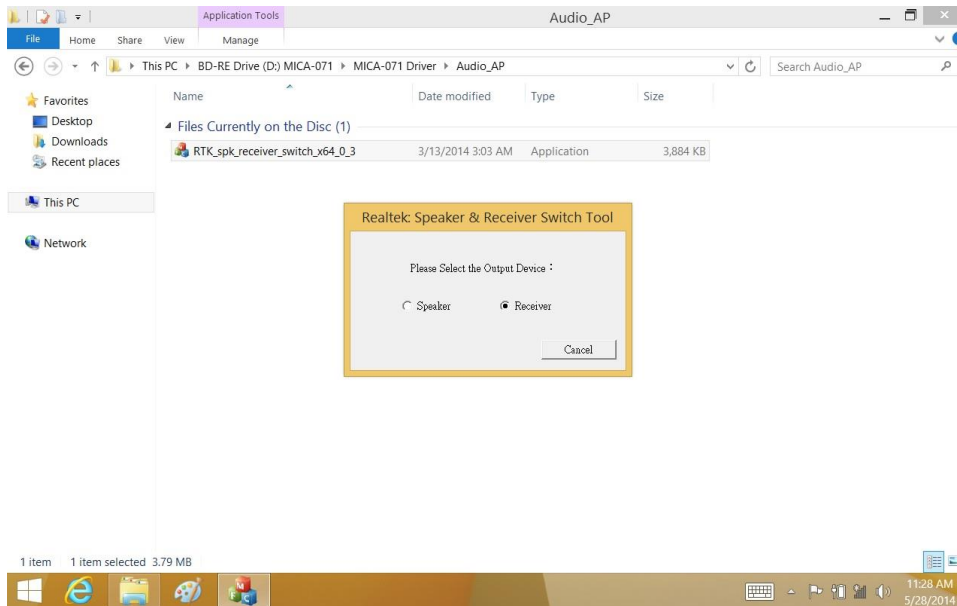 Application Tools
Audio_AP
File
Home
Share
View
Manage
This PC
BD-RE Drive (D:) MICA-071
MICA-071 Driver
Audio_AP
Search Audio_AP
Favorites
Desktop
Downloads
Recent places
This PC
Network
Name
Date modified
Type
Size
Files Currently on the Disc (1)
RTK_spk_receiver_switch_x64_0_3
3/13/2014 3:03 AM
Application
3,884 KB
Realtek: Speaker & Receiver Switch Tool
Please Select the Output Device :
Speaker
Receiver
Cancel
1 item
1 item selected 3.79 MB
11:28 AM
5/28/2014